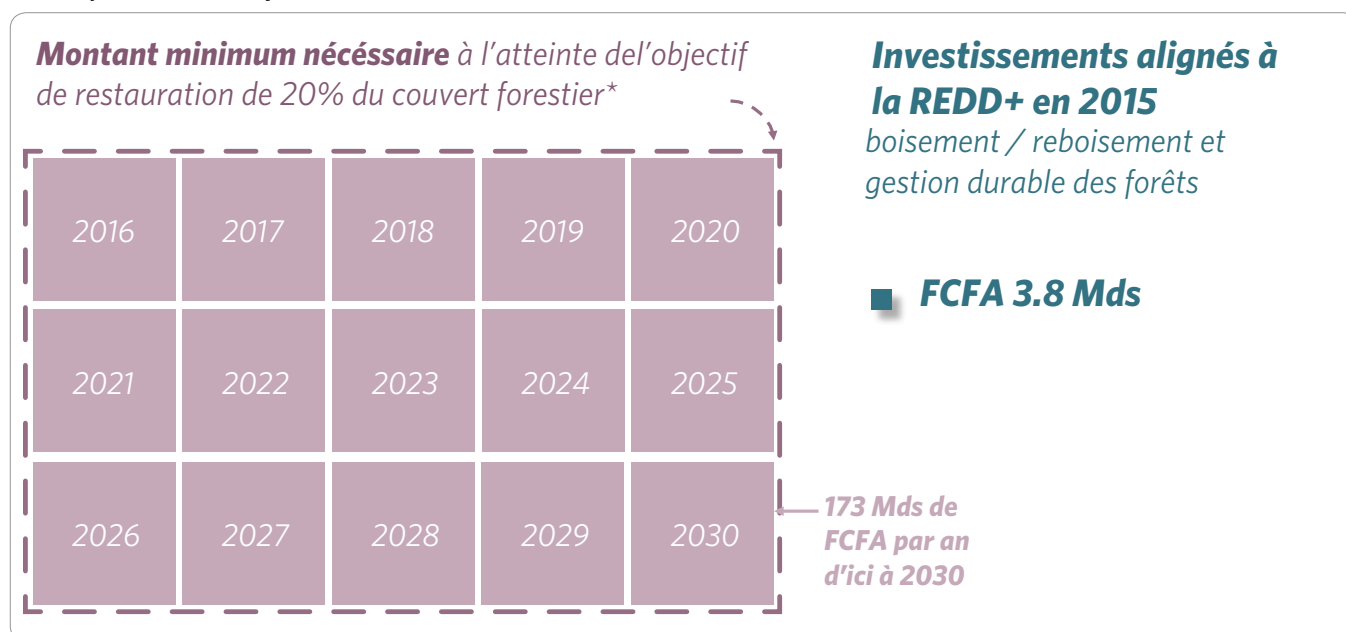 Montant minimum nécéssaire à l'atteinte del'objectif
de restauration de 20% du couvert forestier*
Investissements alignés à
la REDD+ en 2015
boisement / reboisement et
gestion durable des forêts
2016 2017 2018 2019 2020
FCFA 3.8 Mds
2021 2022 2023 2024 2025
2026 2027 2028 2029 2030
173 Mds de
FCFA par an
d'ici à 2030